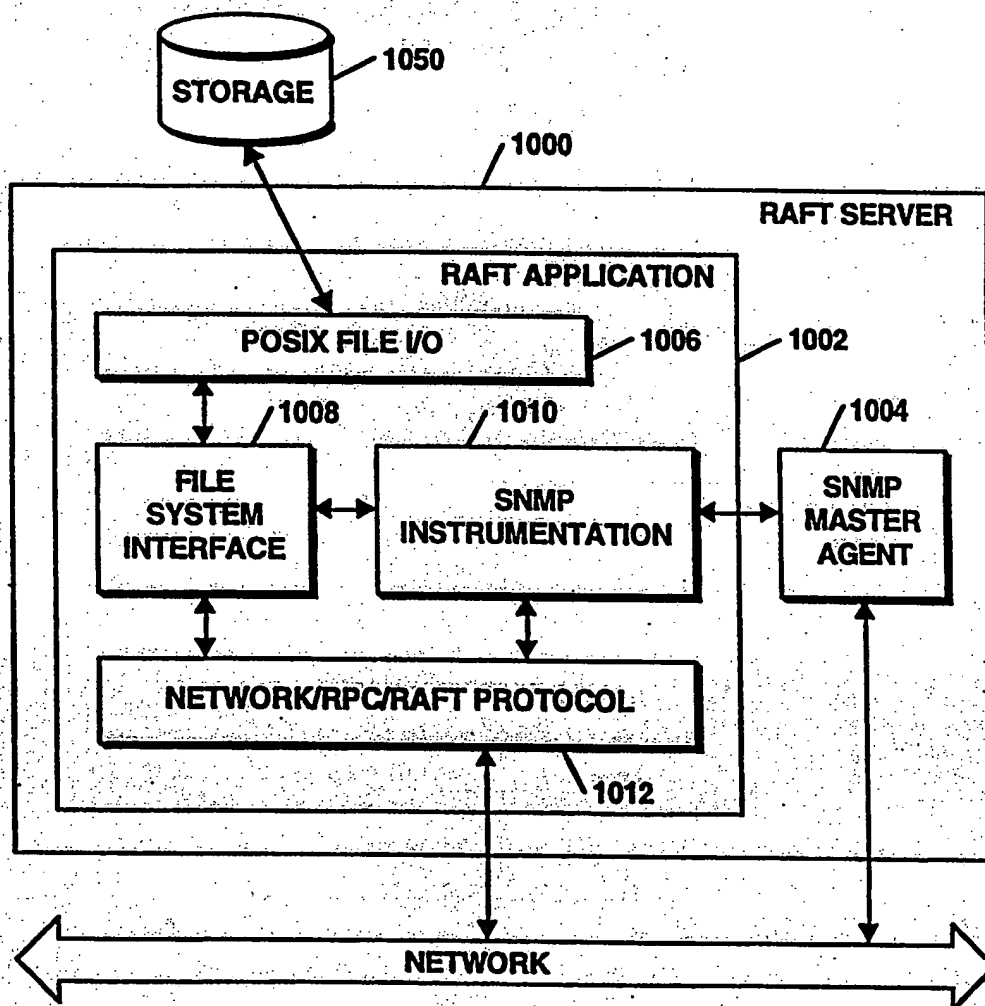 STORAGE
1050
1000
RAFT SERVER
RAFT APPLICATION
POSIX FILE I/O
1006
1002
1008
1010
1004
FILE
SYSTEM
INTERFACE
SNMP
INSTRUMENTATION
SNMP
MASTER
AGENT
NETWORK/RPC/RAFT PROTOCOL
1012
NETWORK